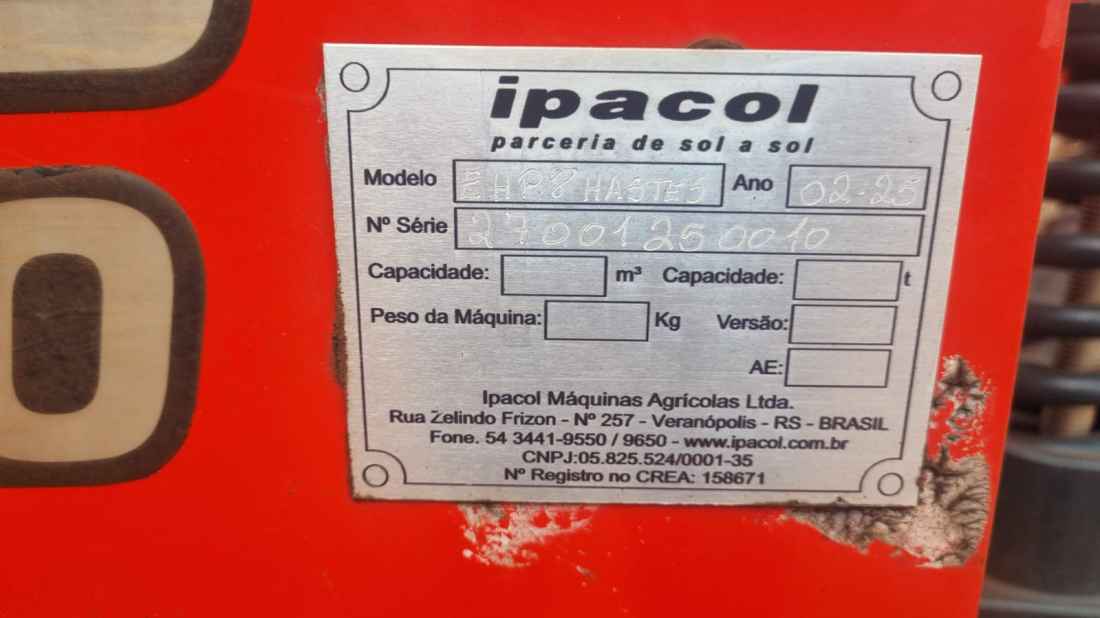 ipacol
parceria de sol a sol
Modelo EHR8 HASTES Ano 02-25
Nº Série 27001250010
Capacidade: m³ Capacidade: t
Peso da Máquina: Kg Versão:
AE:
Ipacol Máquinas Agrícolas Ltda.
Rua Zelindo Frizon - Nº 257 - Veranópolis - RS - BRASIL
Fone. 54 3441-9550 / 9650 - www.ipacol.com.br
CNPJ:05.825.524/0001-35
Nº Registro no CREA: 158671